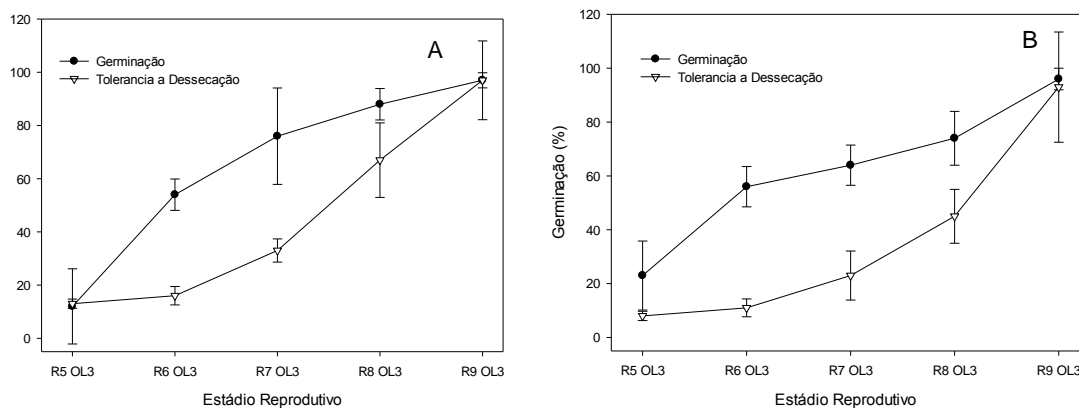 120
100
80
60
40
20
0
Germinação
Tolerancia a Dessecação
A
R5 OL3 R6 OL3 R7 OL3 R8 OL3 R9 OL3
Estádio Reprodutivo
Germinação (%)
120
100
80
60
40
20
0
Germinação
Tolerancia a Dessecação
B
R5 OL3 R6 OL3 R7 OL3 R8 OL3 R9 OL3
Estádio Reprodutivo